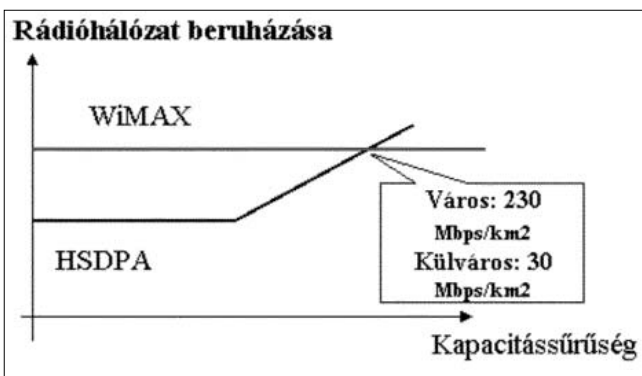 Rádióhálózat beruházása
WiMAX
HSDPA
Város: 230
Mbps/km2
Külváros: 30
Mbps/km2
Kapacitássűrűség